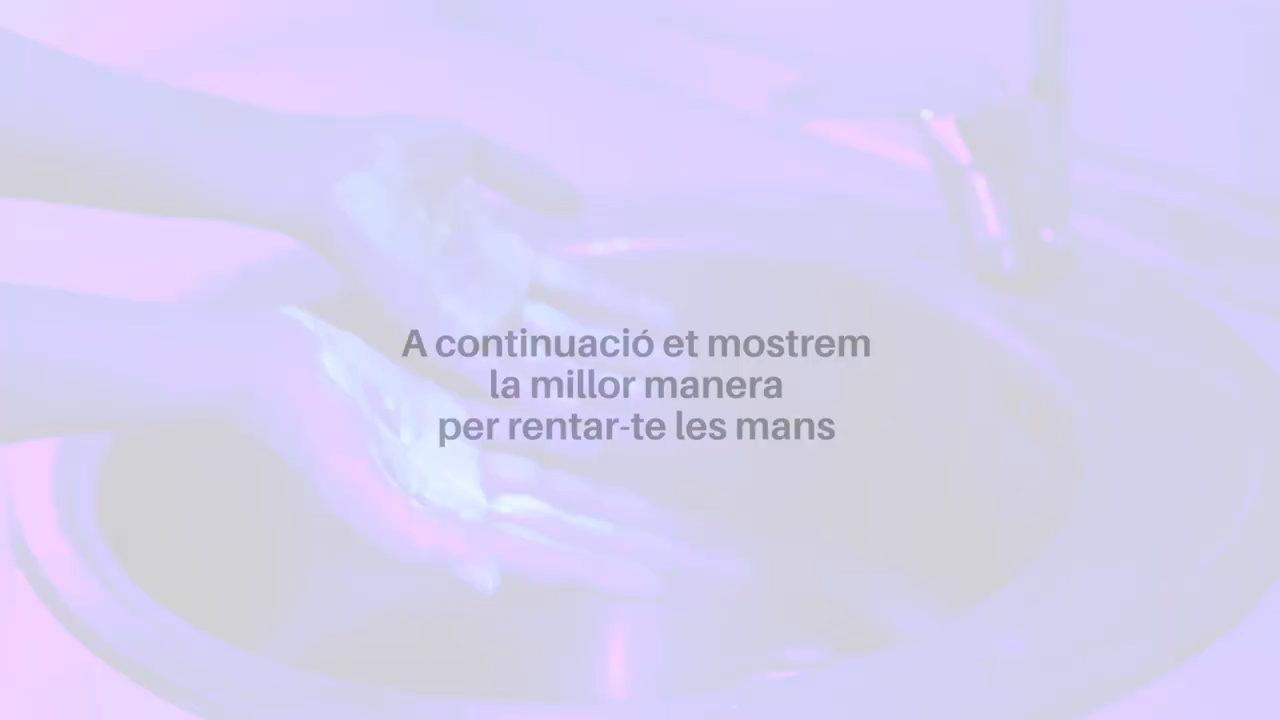 A continuació et mostrem
la millor manera
per rentar-te les mans